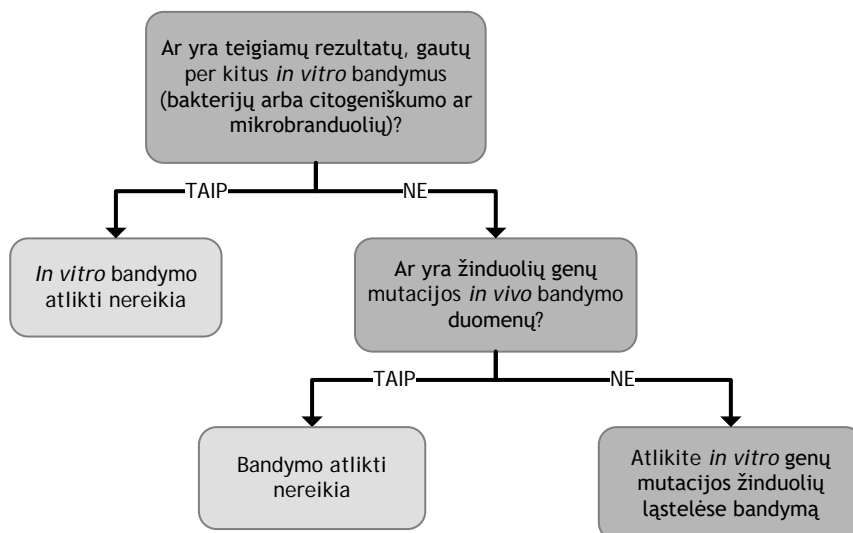 Ar yra teigiamų rezultatų, gautų
per kitus in vitro bandymus
(bakterijų arba citogeniškumo ar
mikrobranduolių)?
TAIP
NE
In vitro bandymo
atlikti nereikia
Ar yra žinduolių genų
mutacijos in vivo bandymo
duomenų?
TAIP
NE
Bandymo atlikti
nereikia
Atlikite in vitro genų
mutacijos žinduolių
ląstelėse bandymą